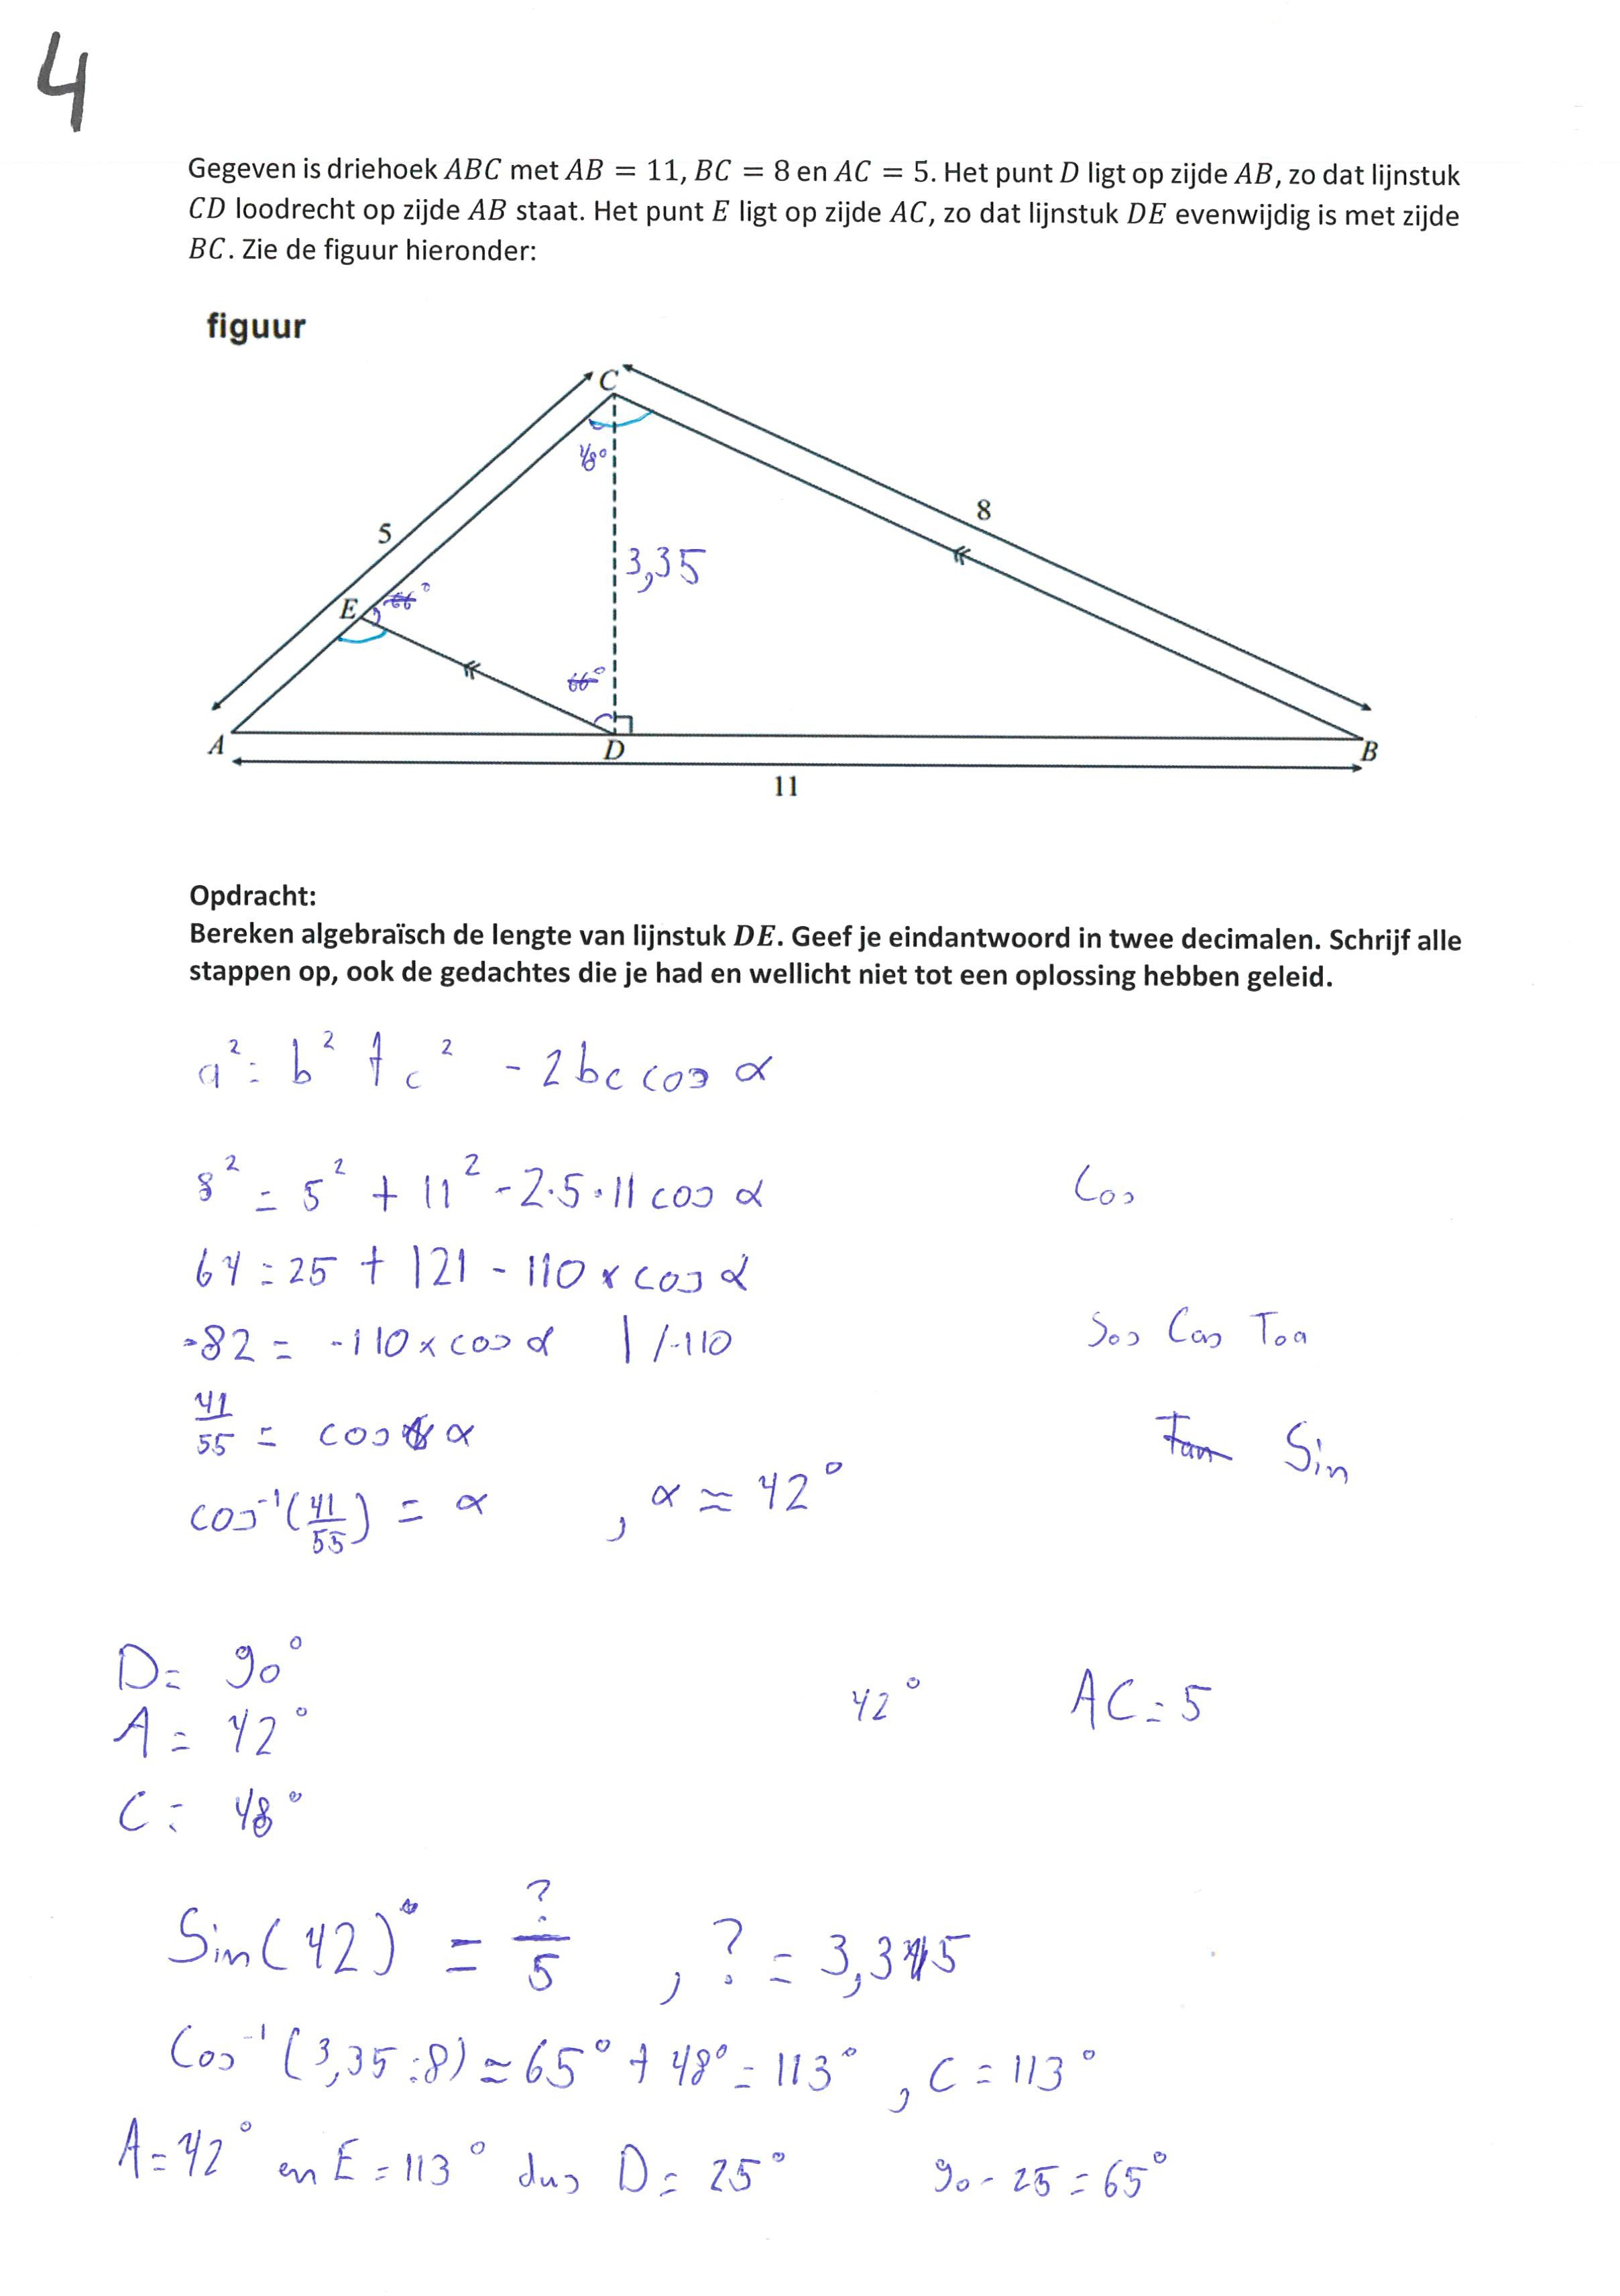 4
Gegeven is driehoek ABC met AB = 11, BC = 8 en AC = 5. Het punt D ligt op zijde AB, zo dat lijnstuk
CD loodrecht op zijde AB staat. Het punt E ligt op zijde AC, zo dat lijnstuk DE evenwijdig is met zijde
BC. Zie de figuur hieronder:
figuur
C
48°
8
5
3,35
E 66°
66°
A
D
B
11
Opdracht:
Bereken algebraïsch de lengte van lijnstuk DE. Geef je eindantwoord in twee decimalen. Schrijf alle
stappen op, ook de gedachtes die je had en wellicht niet tot een oplossing hebben geleid.
a² = b² + c² - 2bc cos α
8² = 5² + 11² - 2·5·11 cos α
Cos
64 = 25 + 121 - 110 × cos α
-82 = -110 × cos α | /-110
Sos Cas Toa
41/55 = cos α
Tan Sin
cos⁻¹(41/55) = α , α ≈ 42°
D = 90°
A = 42°
42° AC = 5
C = 48°
Sin(42)° = ?/5 , ? = 3,345
Cos⁻¹(3,35:8) ≈ 65° + 48° = 113° , C = 113°
A = 42° en E = 113° dus D = 25° 90 - 25 = 65°